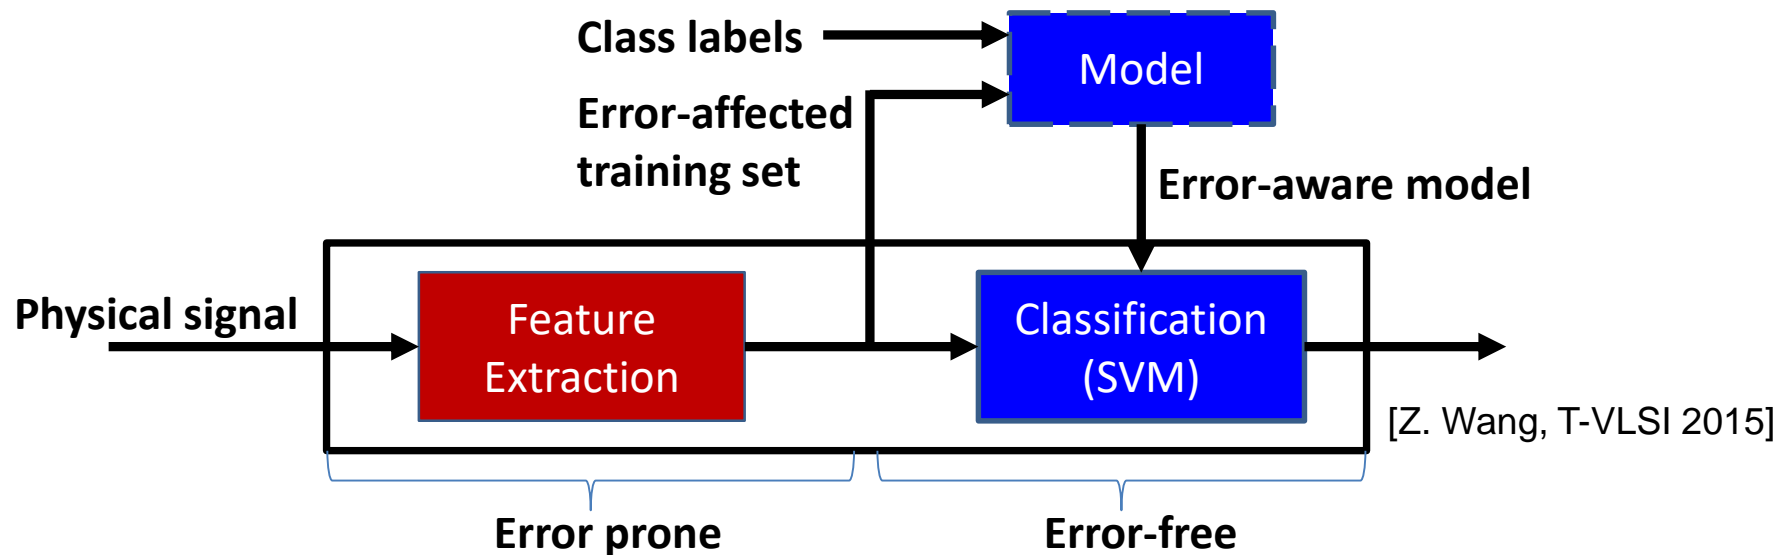 Class labels
Model
Error-affected
training set
Error-aware model
Physical signal
Feature
Extraction
Classification
(SVM)
[Z. Wang, T-VLSI 2015]
Error prone
Error-free